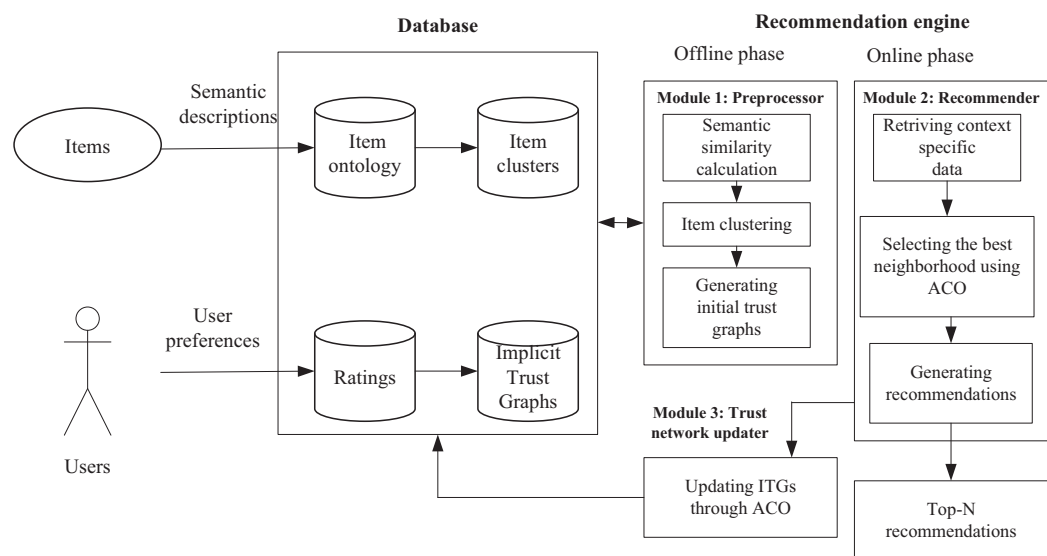 Database
Recommendation engine
Offline phase
Online phase
Semantic
descriptions
Items
Item
ontology
Item
clusters
User
preferences
Users
Ratings
Implicit
Trust
Graphs
Module 1: Preprocessor
Semantic
similarity
calculation
Item clustering
Generating
initial trust
graphs
Module 2: Recommender
Retriving context
specific
data
Selecting the best
neighborhood using
ACO
Generating
recommendations
Module 3: Trust
network updater
Updating ITGs
through ACO
Top-N
recommendations